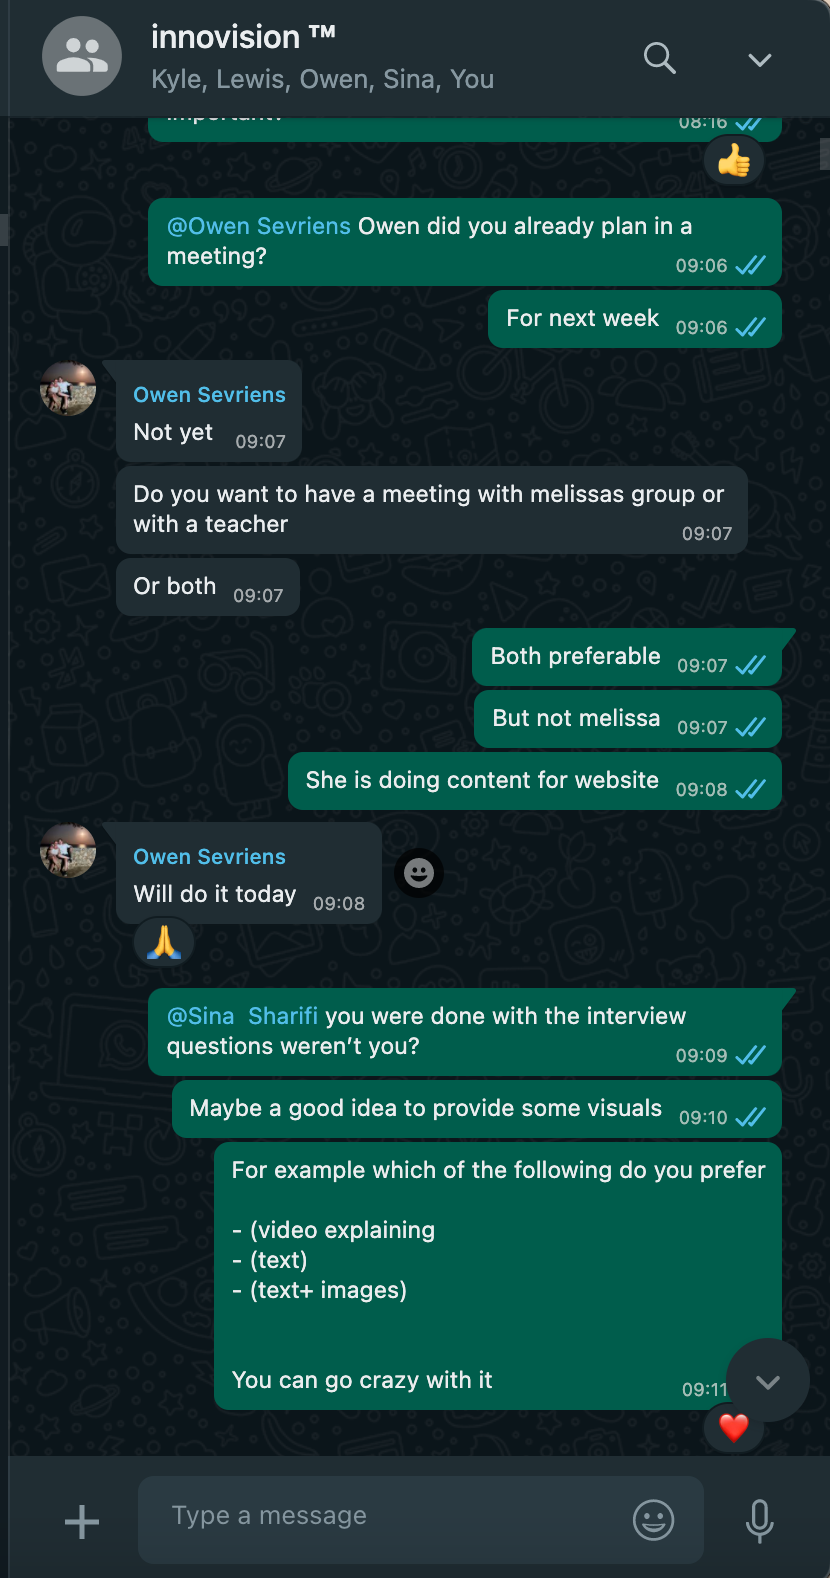 innovision ™
Kyle, Lewis, Owen, Sina, You
important?
08:16
@Owen Sevriens Owen did you already plan in a
meeting?
09:06
For next week 09:06
Owen Sevriens
Not yet 09:07
Do you want to have a meeting with melissas group or
with a teacher
09:07
Or both 09:07
Both preferable 09:07
But not melissa 09:07
She is doing content for website 09:08
Owen Sevriens
Will do it today 09:08
@Sina Sharifi you were done with the interview
questions weren't you?
09:09
Maybe a good idea to provide some visuals 09:10
For example which of the following do you prefer
- (video explaining
- (text)
- (text+ images)
You can go crazy with it
09:11
Type a message